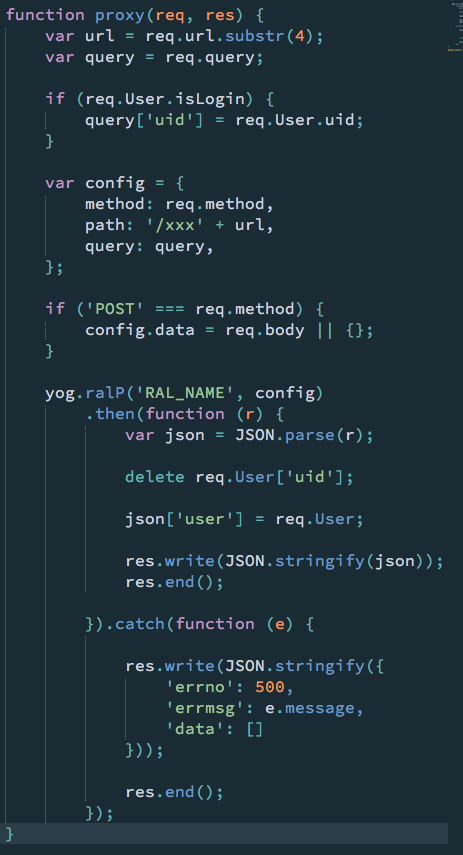 function proxy(req, res) {
    var url = req.url.substr(4);
    var query = req.query;

    if (req.User.isLogin) {
        query['uid'] = req.User.uid;
    }

    var config = {
        method: req.method,
        path: '/xxx' + url,
        query: query,
    };

    if ('POST' === req.method) {
        config.data = req.body || {};
    }

    yog.ralP('RAL_NAME', config)
        .then(function (r) {
            var json = JSON.parse(r);

            delete req.User['uid'];

            json['user'] = req.User;

            res.write(JSON.stringify(json));
            res.end();

        }).catch(function (e) {

            res.write(JSON.stringify({
                'errno': 500,
                'errmsg': e.message,
                'data': []
            }));

            res.end();
        });
}